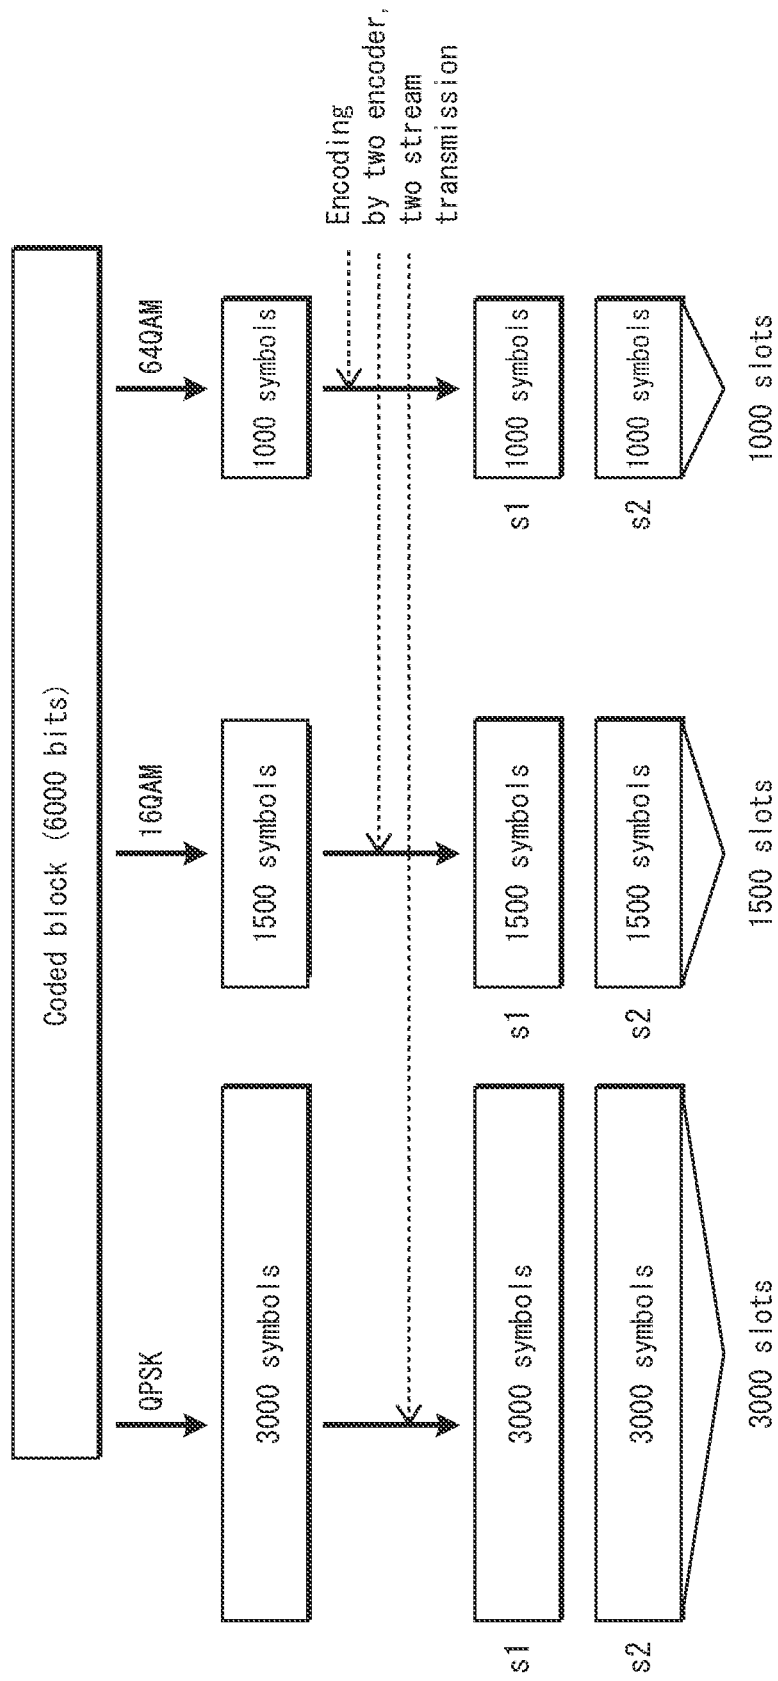 Coded block (6000 bits)
QPSK
16QAM
64QAM
3000 symbols
1500 symbols
1000 symbols
Encoding
by two encoder,
two stream
transmission
s1
3000 symbols
s1
1500 symbols
s1
1000 symbols
s2
3000 symbols
s2
1500 symbols
s2
1000 symbols
3000 slots
1500 slots
1000 slots